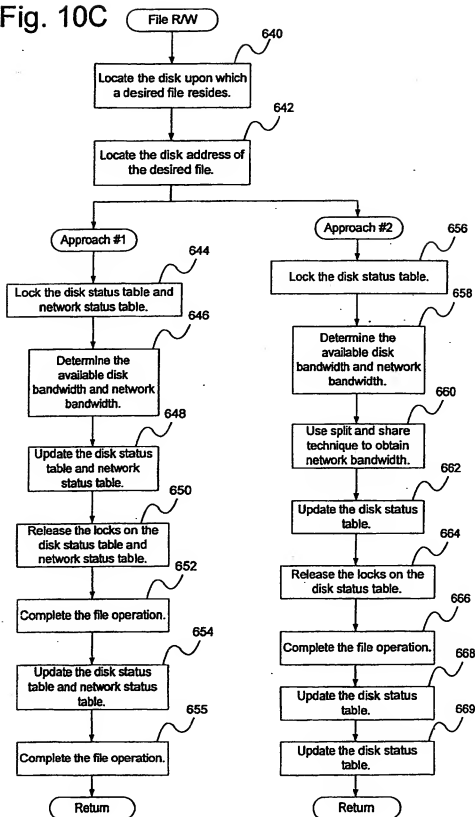 Fig. 10C
File R/W
640
Locate the disk upon which
a desired file resides.
642
Locate the disk address of
the desired file.
Approach #1
644
Lock the disk status table and
network status table.
646
Determine the
available disk
bandwidth and network
bandwidth.
648
Update the disk status
table and network
status table.
650
Release the locks on the
disk status table and
network status table.
652
Complete the file operation.
654
Update the disk status
table and network status
table.
655
Complete the file operation.
Return
Approach #2
656
Lock the disk status table.
658
Determine the
available disk
bandwidth and network
bandwidth.
660
Use split and share
technique to obtain
network bandwidth.
662
Update the disk status
table.
664
Release the locks on the
disk status table.
666
Complete the file operation.
668
Update the disk status
table.
669
Update the disk status
table.
Return